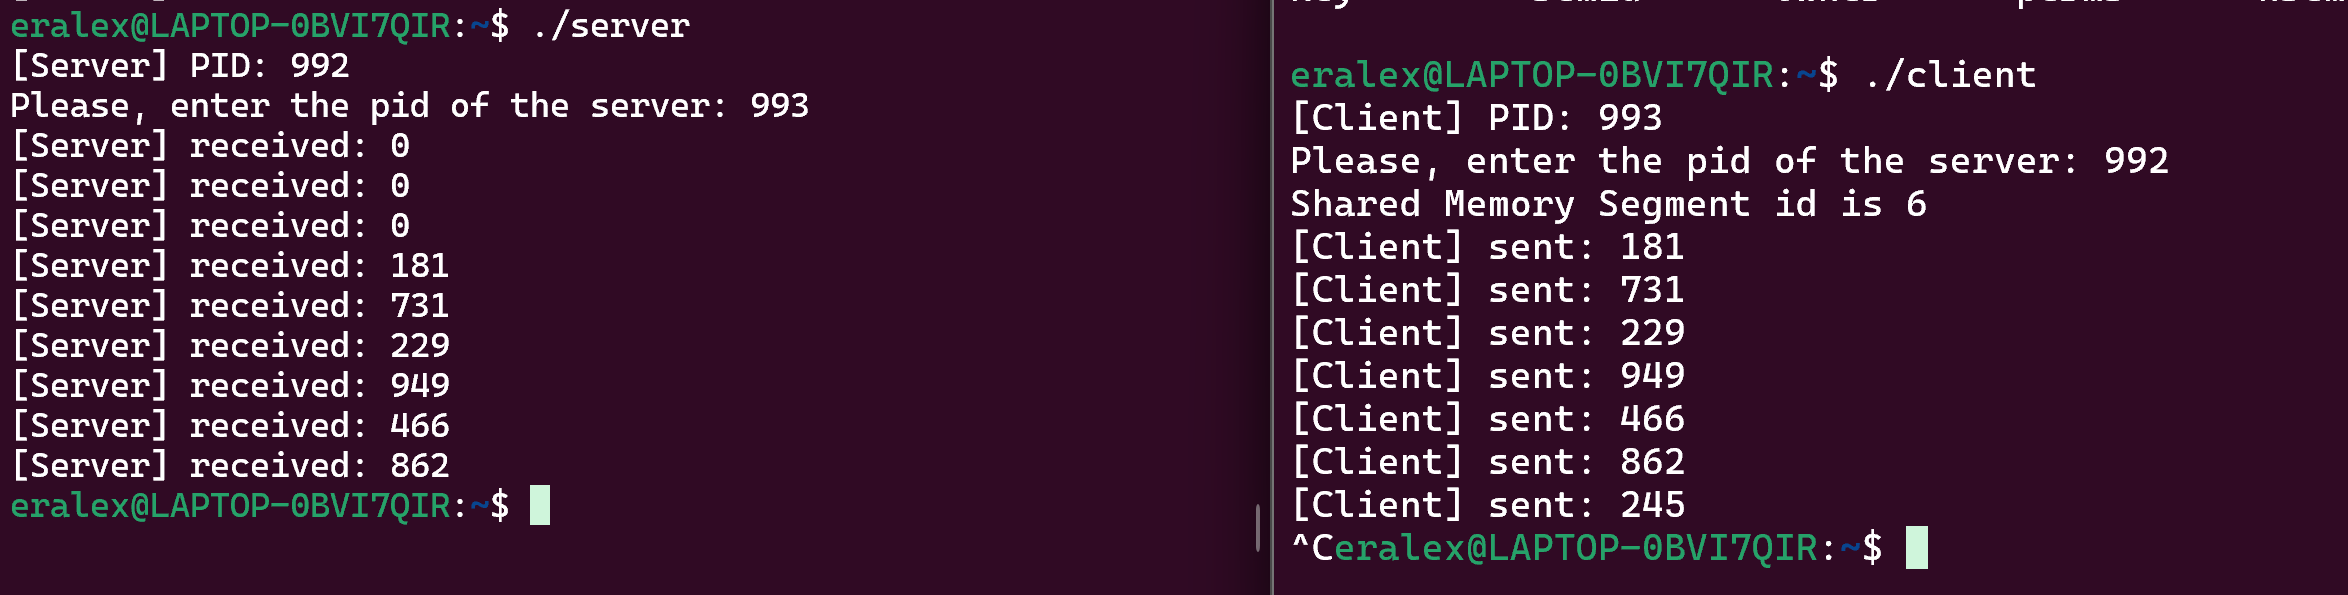 eralex@LAPTOP-0BVI7QIR:~$ ./server
[Server] PID: 992
Please, enter the pid of the server: 993
[Server] received: 0
[Server] received: 0
[Server] received: 0
[Server] received: 181
[Server] received: 731
[Server] received: 229
[Server] received: 949
[Server] received: 466
[Server] received: 862
eralex@LAPTOP-0BVI7QIR:~$
eralex@LAPTOP-0BVI7QIR:~$ ./client
[Client] PID: 993
Please, enter the pid of the server: 992
Shared Memory Segment id is 6
[Client] sent: 181
[Client] sent: 731
[Client] sent: 229
[Client] sent: 949
[Client] sent: 466
[Client] sent: 862
[Client] sent: 245
^Ceralex@LAPTOP-0BVI7QIR:~$